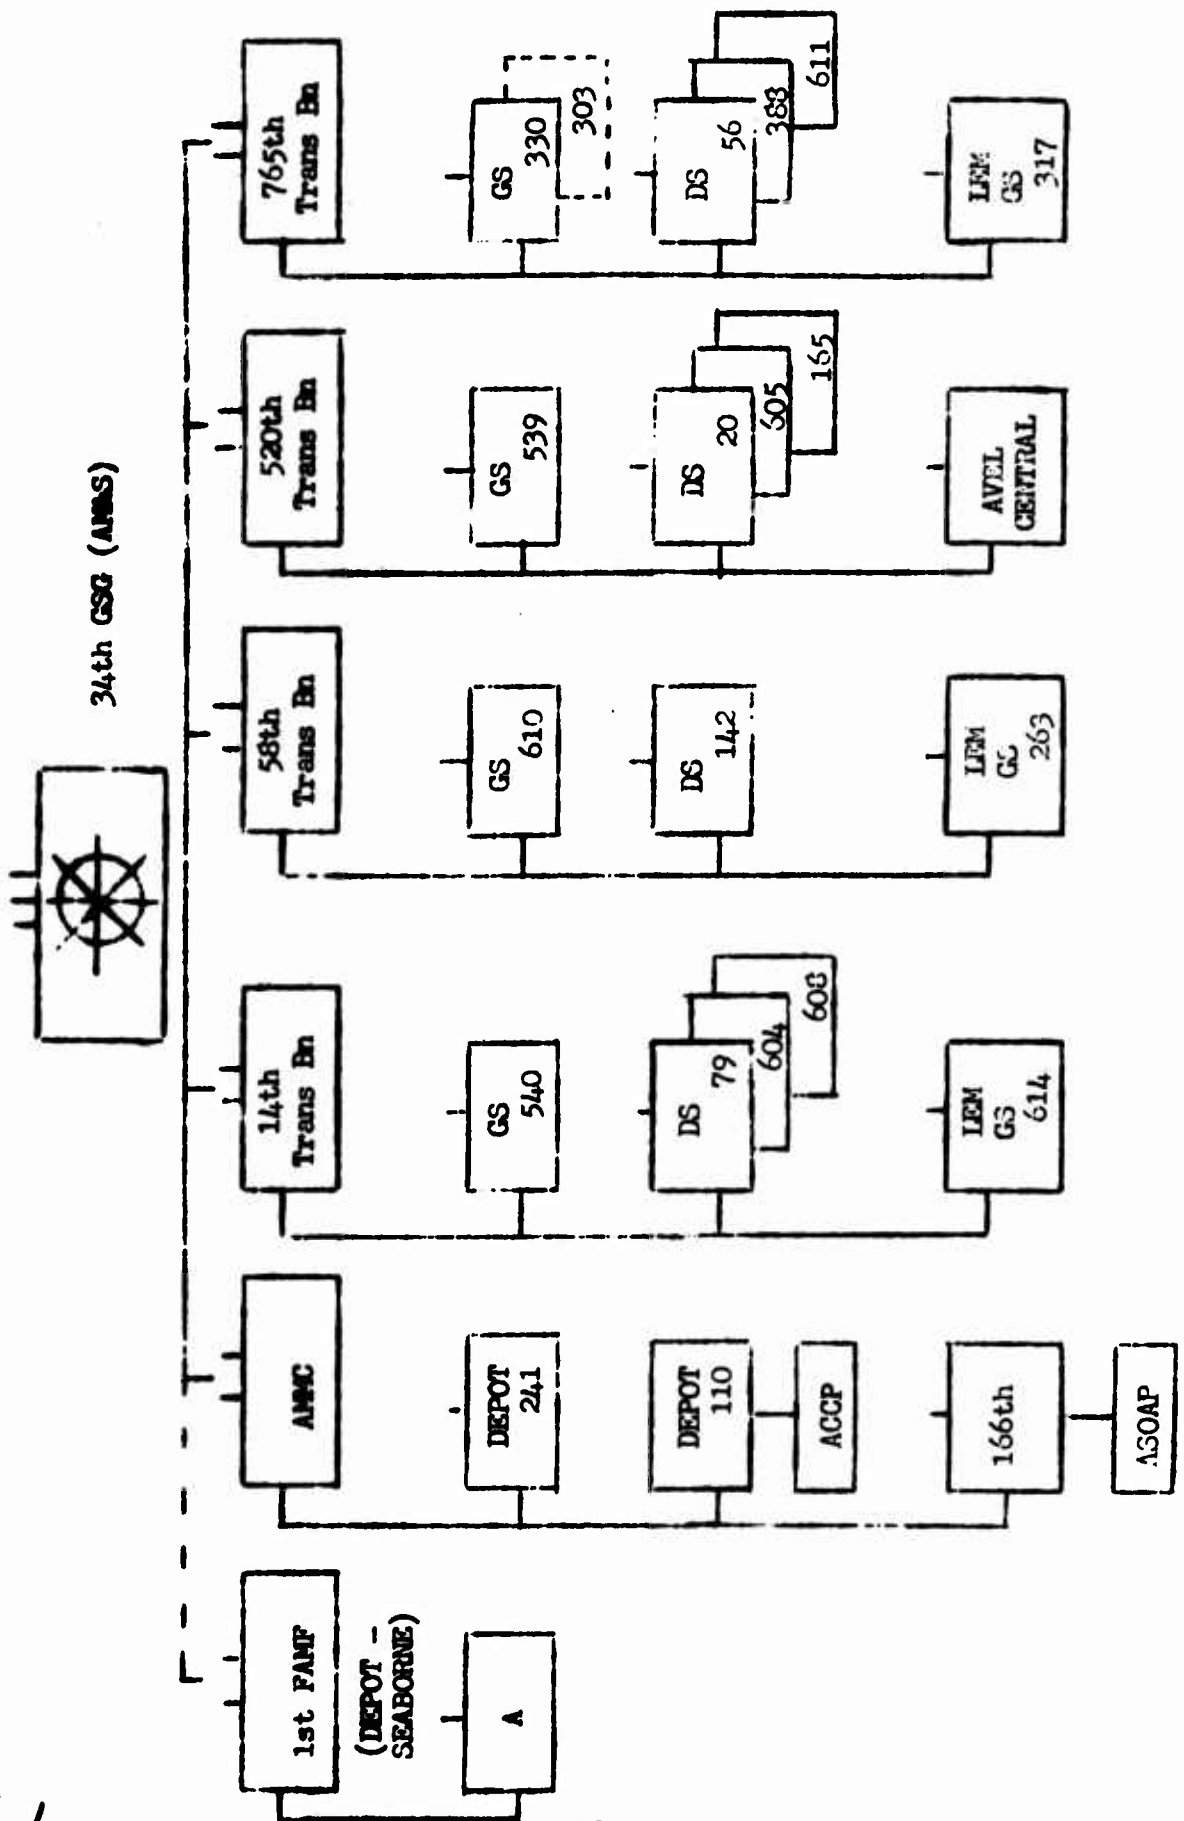 34th GSG (AM&S)
1st FAMF
(DEPOT -
SEABORNE)
A
AMMC
DEPOT
241
DEPOT
110
ACCP
166th
ASOAP
14th
Trans Bn
GS
540
DS
79
604
608
LEM
GS
614
58th
Trans Bn
GS
610
DS
142
LEM
GS
263
520th
Trans Bn
GS
539
DS
20
605
165
AVEL
CENTRAL
765th
Trans Bn
GS
330
303
DS
56
388
611
LEM
GS
317